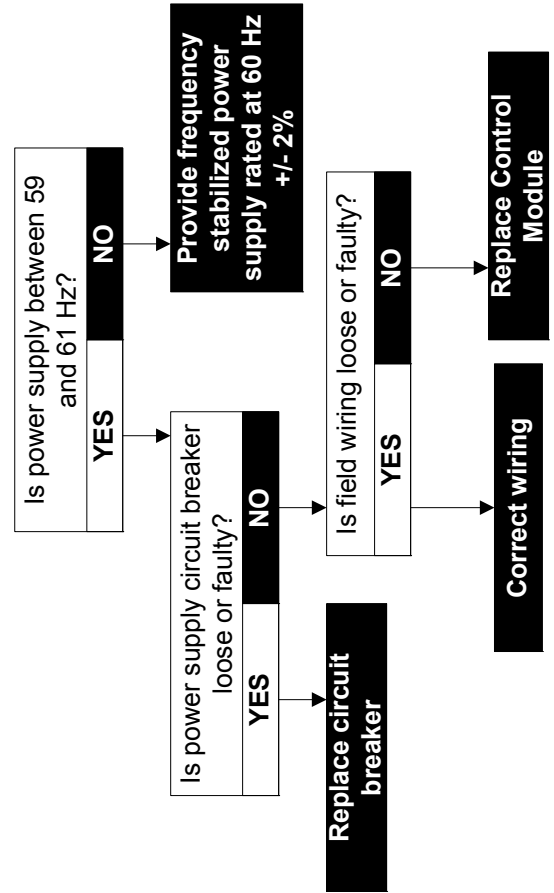 Is power supply between 59
and 61 Hz?
YES
NO
Provide frequency
stabilized power
supply rated at 60 Hz
+/- 2%
Is power supply circuit breaker
loose or faulty?
YES
NO
Replace circuit
breaker
Is field wiring loose or faulty?
YES
NO
Correct wiring
Replace Control
Module